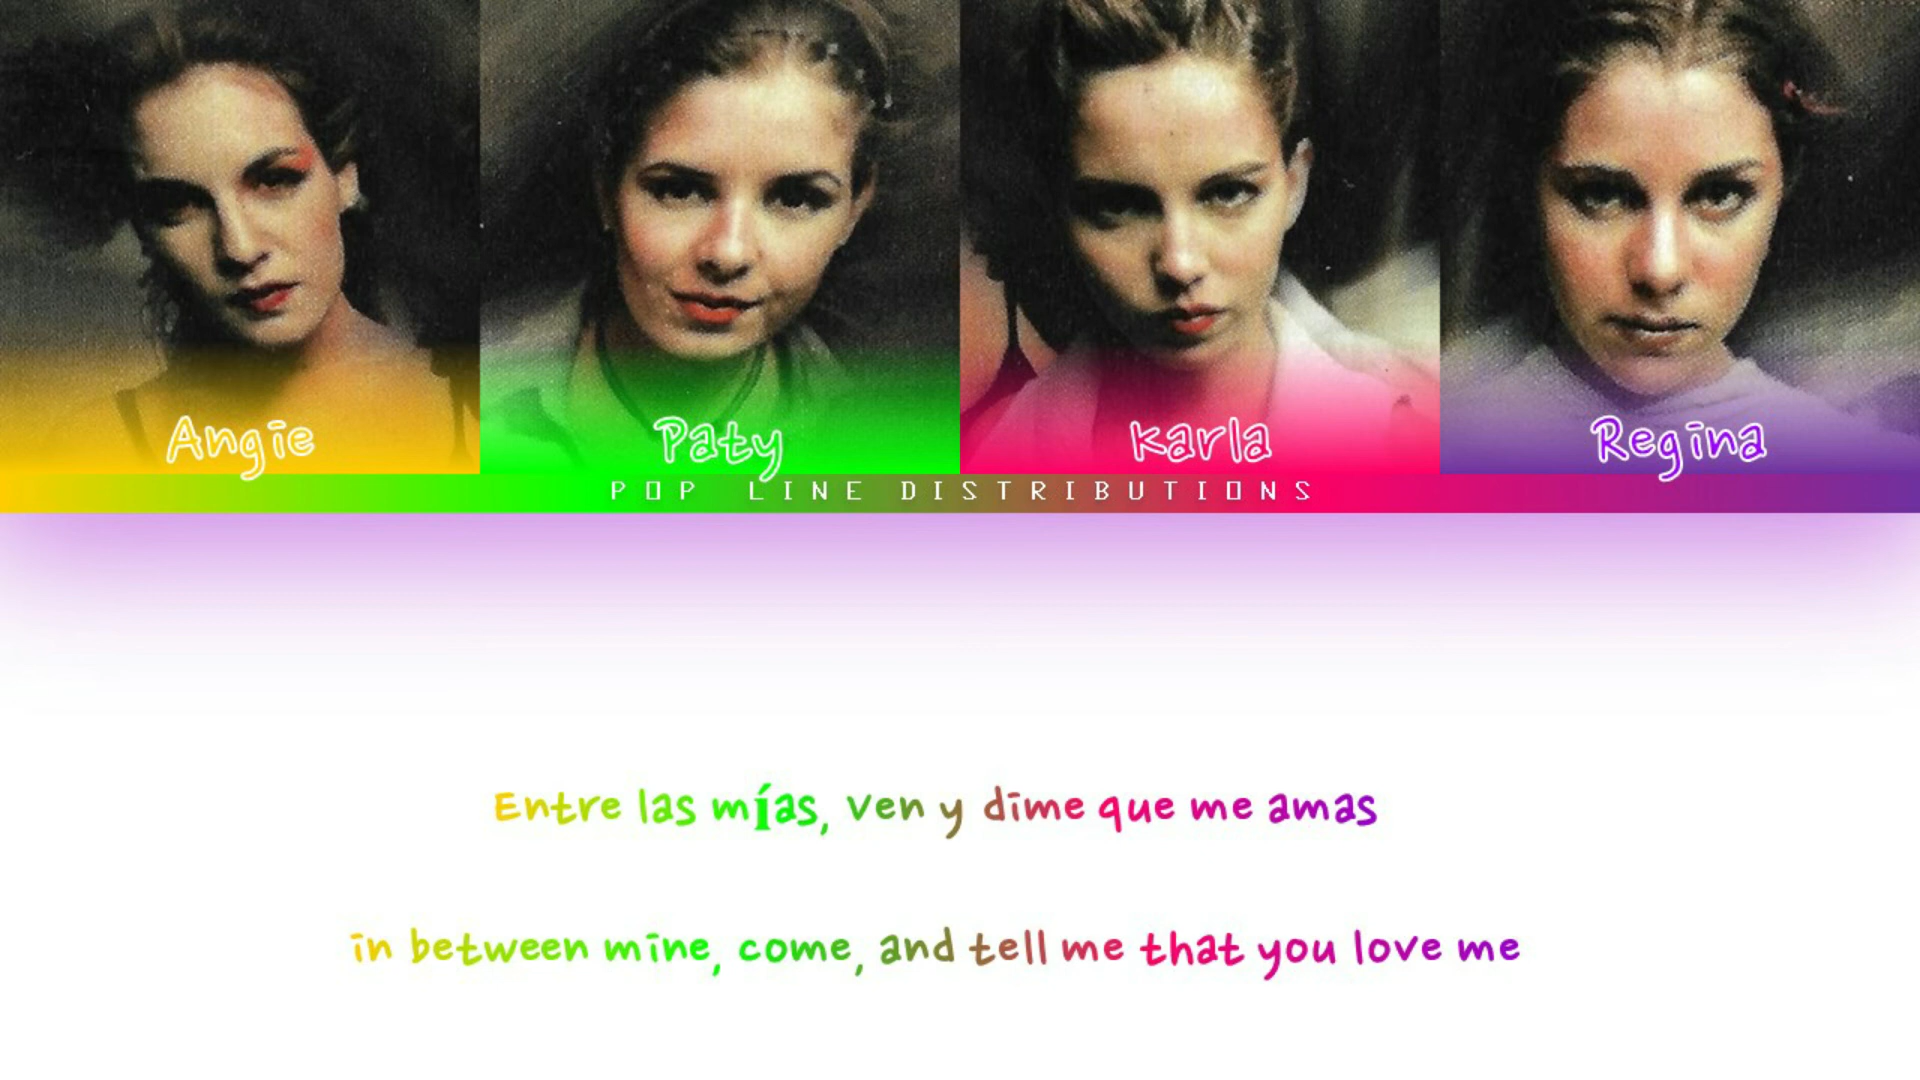 Angie
Paty
Karla
Regina
POP LINE DISTRIBUTIONS
Entre las mías, ven y dime que me amas
in between mine, come, and tell me that you love me